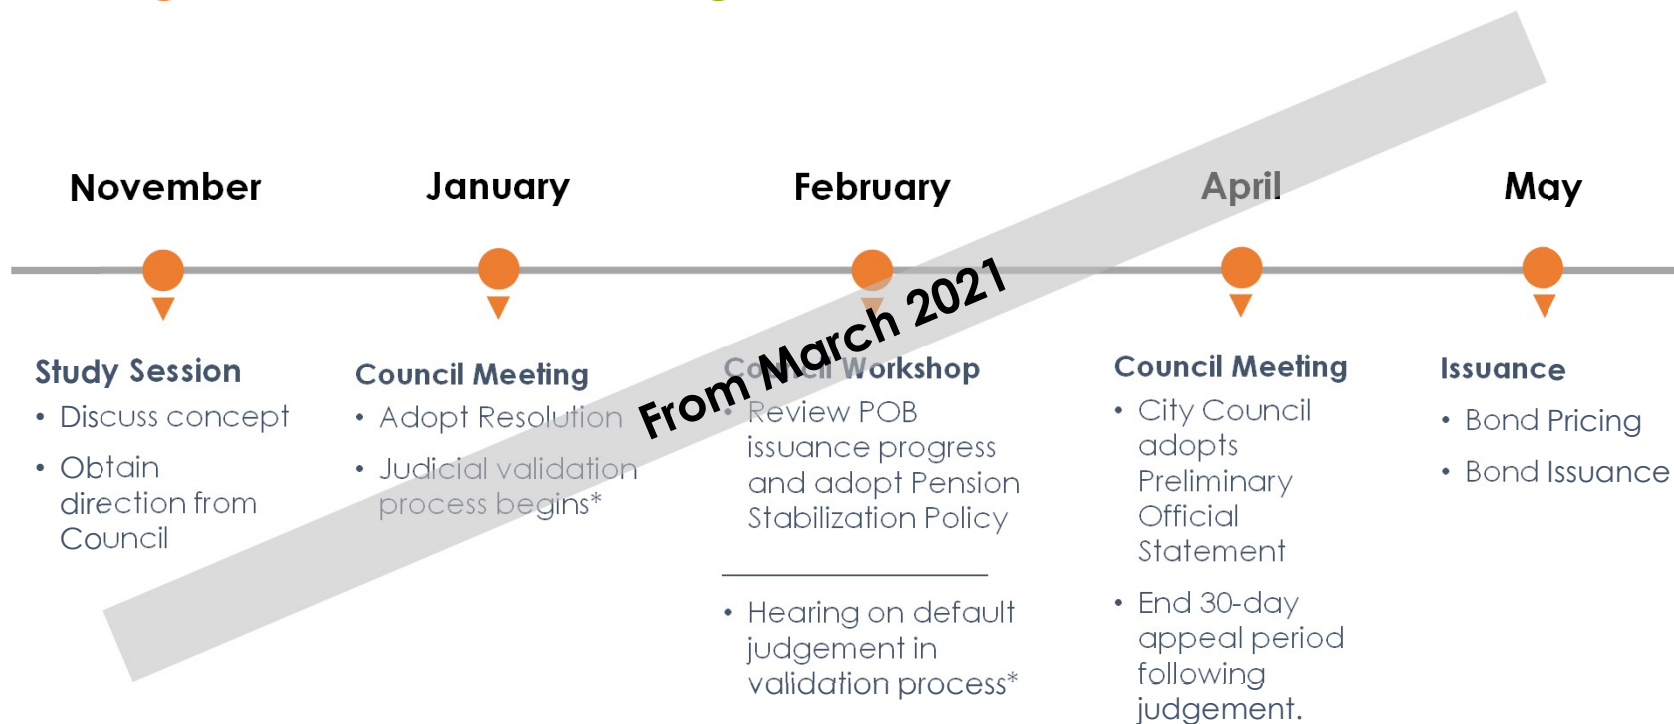 November
January
February
April
May
From March 2021
Study Session
• Discuss concept
• Obtain
direction from
Council
Council Meeting
• Adopt Resolution
• Judicial validation
process begins*
Council Workshop
• Review POB
issuance progress
and adopt Pension
Stabilization Policy
• Hearing on default
judgement in
validation process*
Council Meeting
• City Council
adopts
Preliminary
Official
Statement
• End 30-day
appeal period
following
judgement.
Issuance
• Bond Pricing
• Bond Issuance